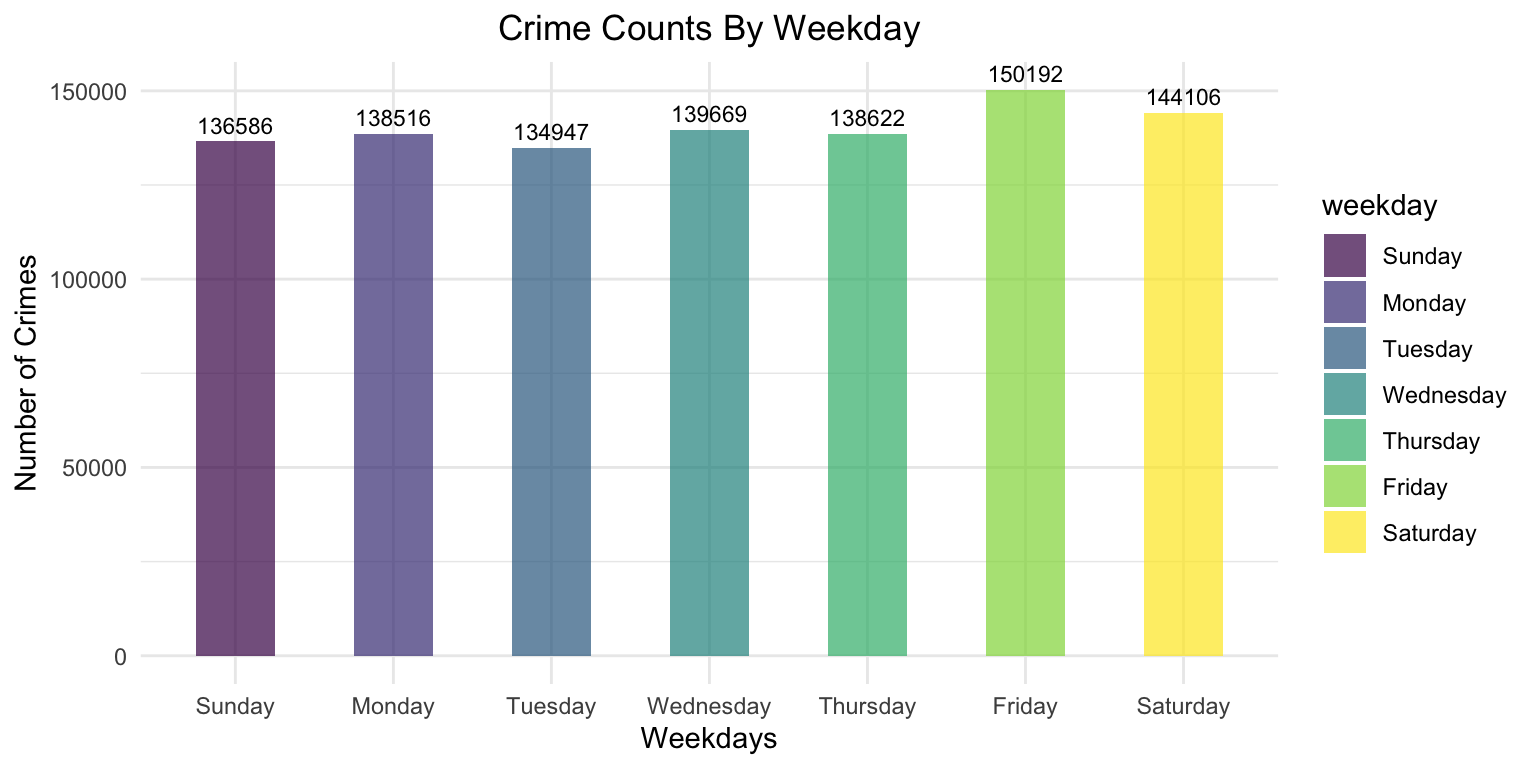 Crime Counts By Weekday
Number of Crimes
150000
100000
50000
0
136586
138516
134947
139669
138622
150192
144106
Sunday
Monday
Tuesday
Wednesday
Thursday
Friday
Saturday
Weekdays
weekday
Sunday
Monday
Tuesday
Wednesday
Thursday
Friday
Saturday